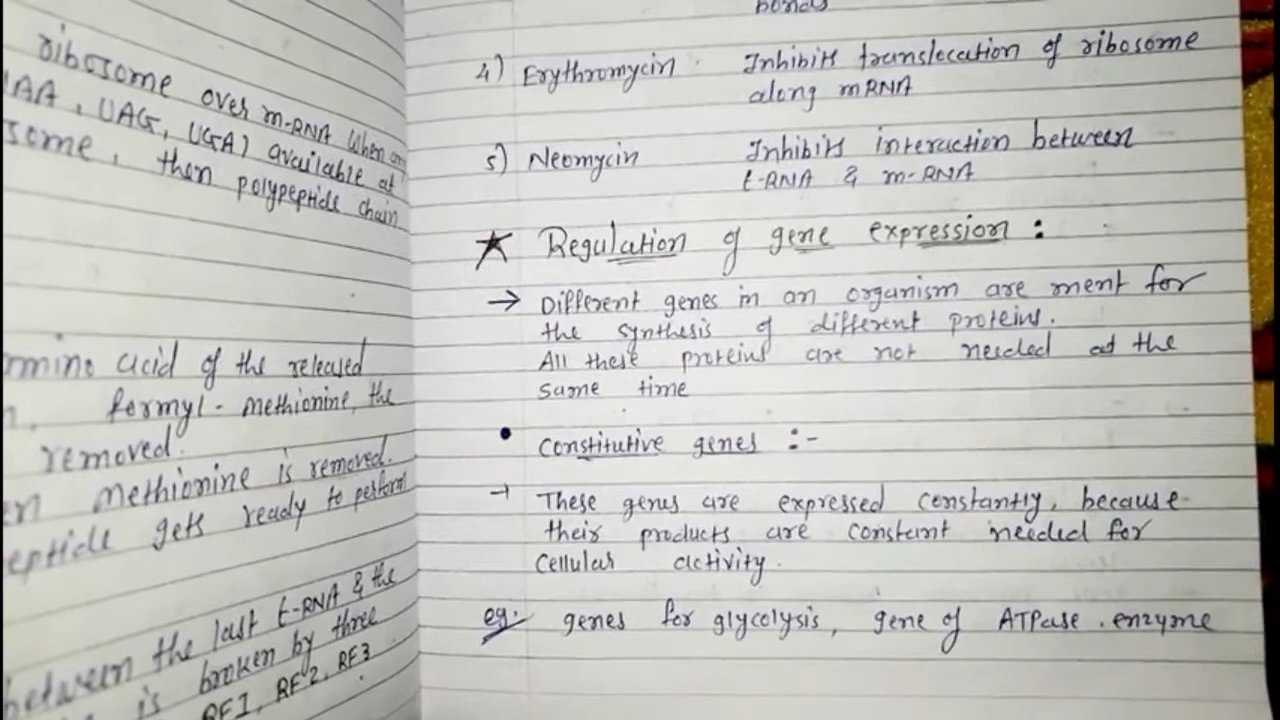 ribosome over m-RNA when an
UAA, UAG, UGA) available at
some, then polypeptide chain
amino acid of the released
formyl - methionine, the
removed.
en methionine is removed.
eptide gets ready to perform
between the last t-RNA & the
is broken by three
RF1, RF2, RF3
bonds
4) Erythromycin Inhibits translocation of ribosome
along mRNA
5) Neomycin Inhibits interaction between
t-RNA & m-RNA
★ Regulation of gene expression :
→ Different genes in an organism are ment for
the synthesis of different proteins.
All these proteins are not needed at the
same time
• Constitutive genes :-
→ These genes are expressed constantly, because
their products are constant needed for
Cellular activity.
eg. genes for glycolysis, gene of ATPase enzyme